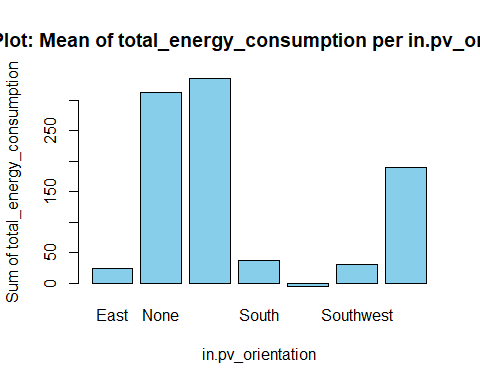 Plot: Mean of total_energy_consumption per in.pv_ori
Sum of total_energy_consumption
250
150
50
0
East None South Southwest
in.pv_orientation